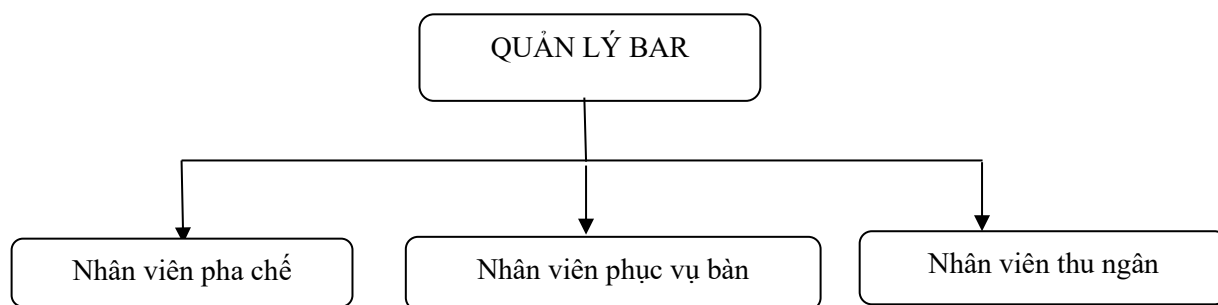 QUẢN LÝ BAR
Nhân viên pha chế
Nhân viên phục vụ bàn
Nhân viên thu ngân